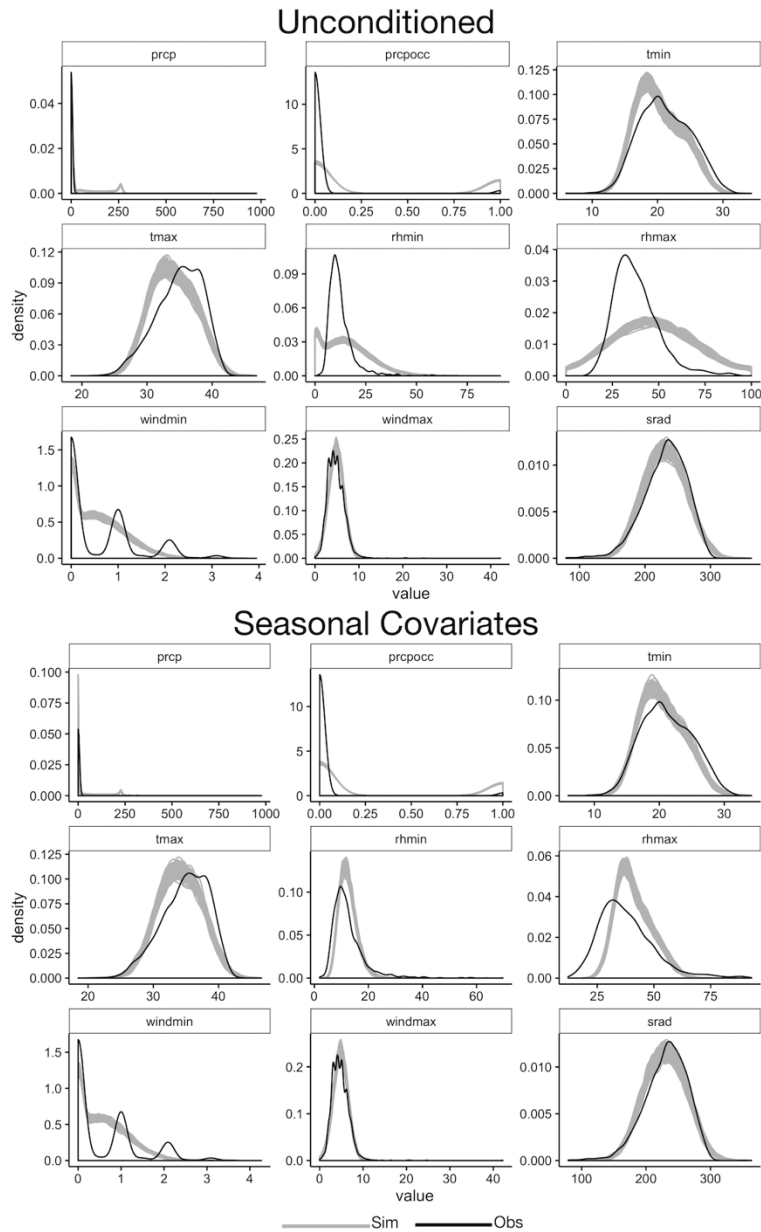 Unconditioned
prcp prcpocc tmin
0.04 0.02 0.00
10 5 0
0.125 0.100 0.075 0.050 0.025 0.000
0 250 500 750 1000
0.00 0.25 0.50 0.75 1.00
10 20 30
tmax rhmin rhmax
density
0.12 0.09 0.06 0.03 0.00
0.09 0.06 0.03 0.00
0.04 0.03 0.02 0.01 0.00
20 30 40
0 25 50 75
0 25 50 75 100
windmin windmax srad
1.5 1.0 0.5 0.0
0.25 0.20 0.15 0.10 0.05 0.00
0.010 0.005 0.000
0 1 2 3 4
0 10 20 30 40
100 200 300
value
Seasonal Covariates
prcp prcpocc tmin
0.100 0.075 0.050 0.025 0.000
10 5 0
0.10 0.05 0.00
0 250 500 750 1000
0.00 0.25 0.50 0.75 1.00
10 20 30
tmax rhmin rhmax
density
0.125 0.100 0.075 0.050 0.025 0.000
0.10 0.05 0.00
0.06 0.04 0.02 0.00
20 30 40
0 20 40 60
25 50 75
windmin windmax srad
1.5 1.0 0.5 0.0
0.2 0.1 0.0
0.010 0.005 0.000
0 1 2 3 4
0 10 20 30 40
100 200 300
value
Sim Obs